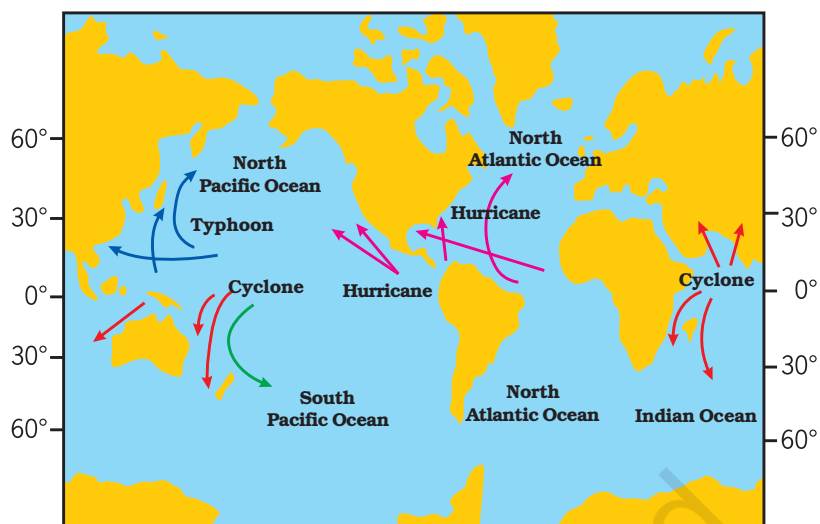 60°
30°
0°
30°
60°
North
Pacific Ocean
Typhoon
Cyclone
Hurricane
South
Pacific Ocean
North
Atlantic Ocean
Hurricane
North
Atlantic Ocean
Cyclone
Indian Ocean
60°
30°
0°
30°
60°